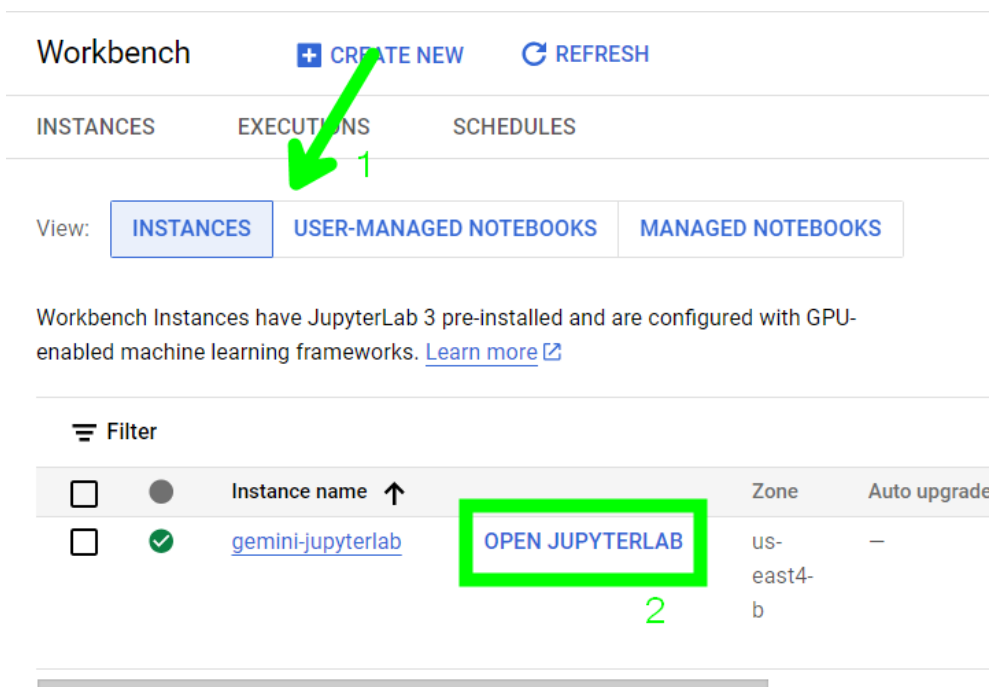 Workbench CREATE NEW REFRESH
INSTANCES EXECUTIONS SCHEDULES
1
View: INSTANCES USER-MANAGED NOTEBOOKS MANAGED NOTEBOOKS
Workbench Instances have JupyterLab 3 pre-installed and are configured with GPU-
enabled machine learning frameworks. Learn more
Filter
Instance name Zone Auto upgrade
gemini-jupyterlab OPEN JUPYTERLAB us- —
east4-
b
2